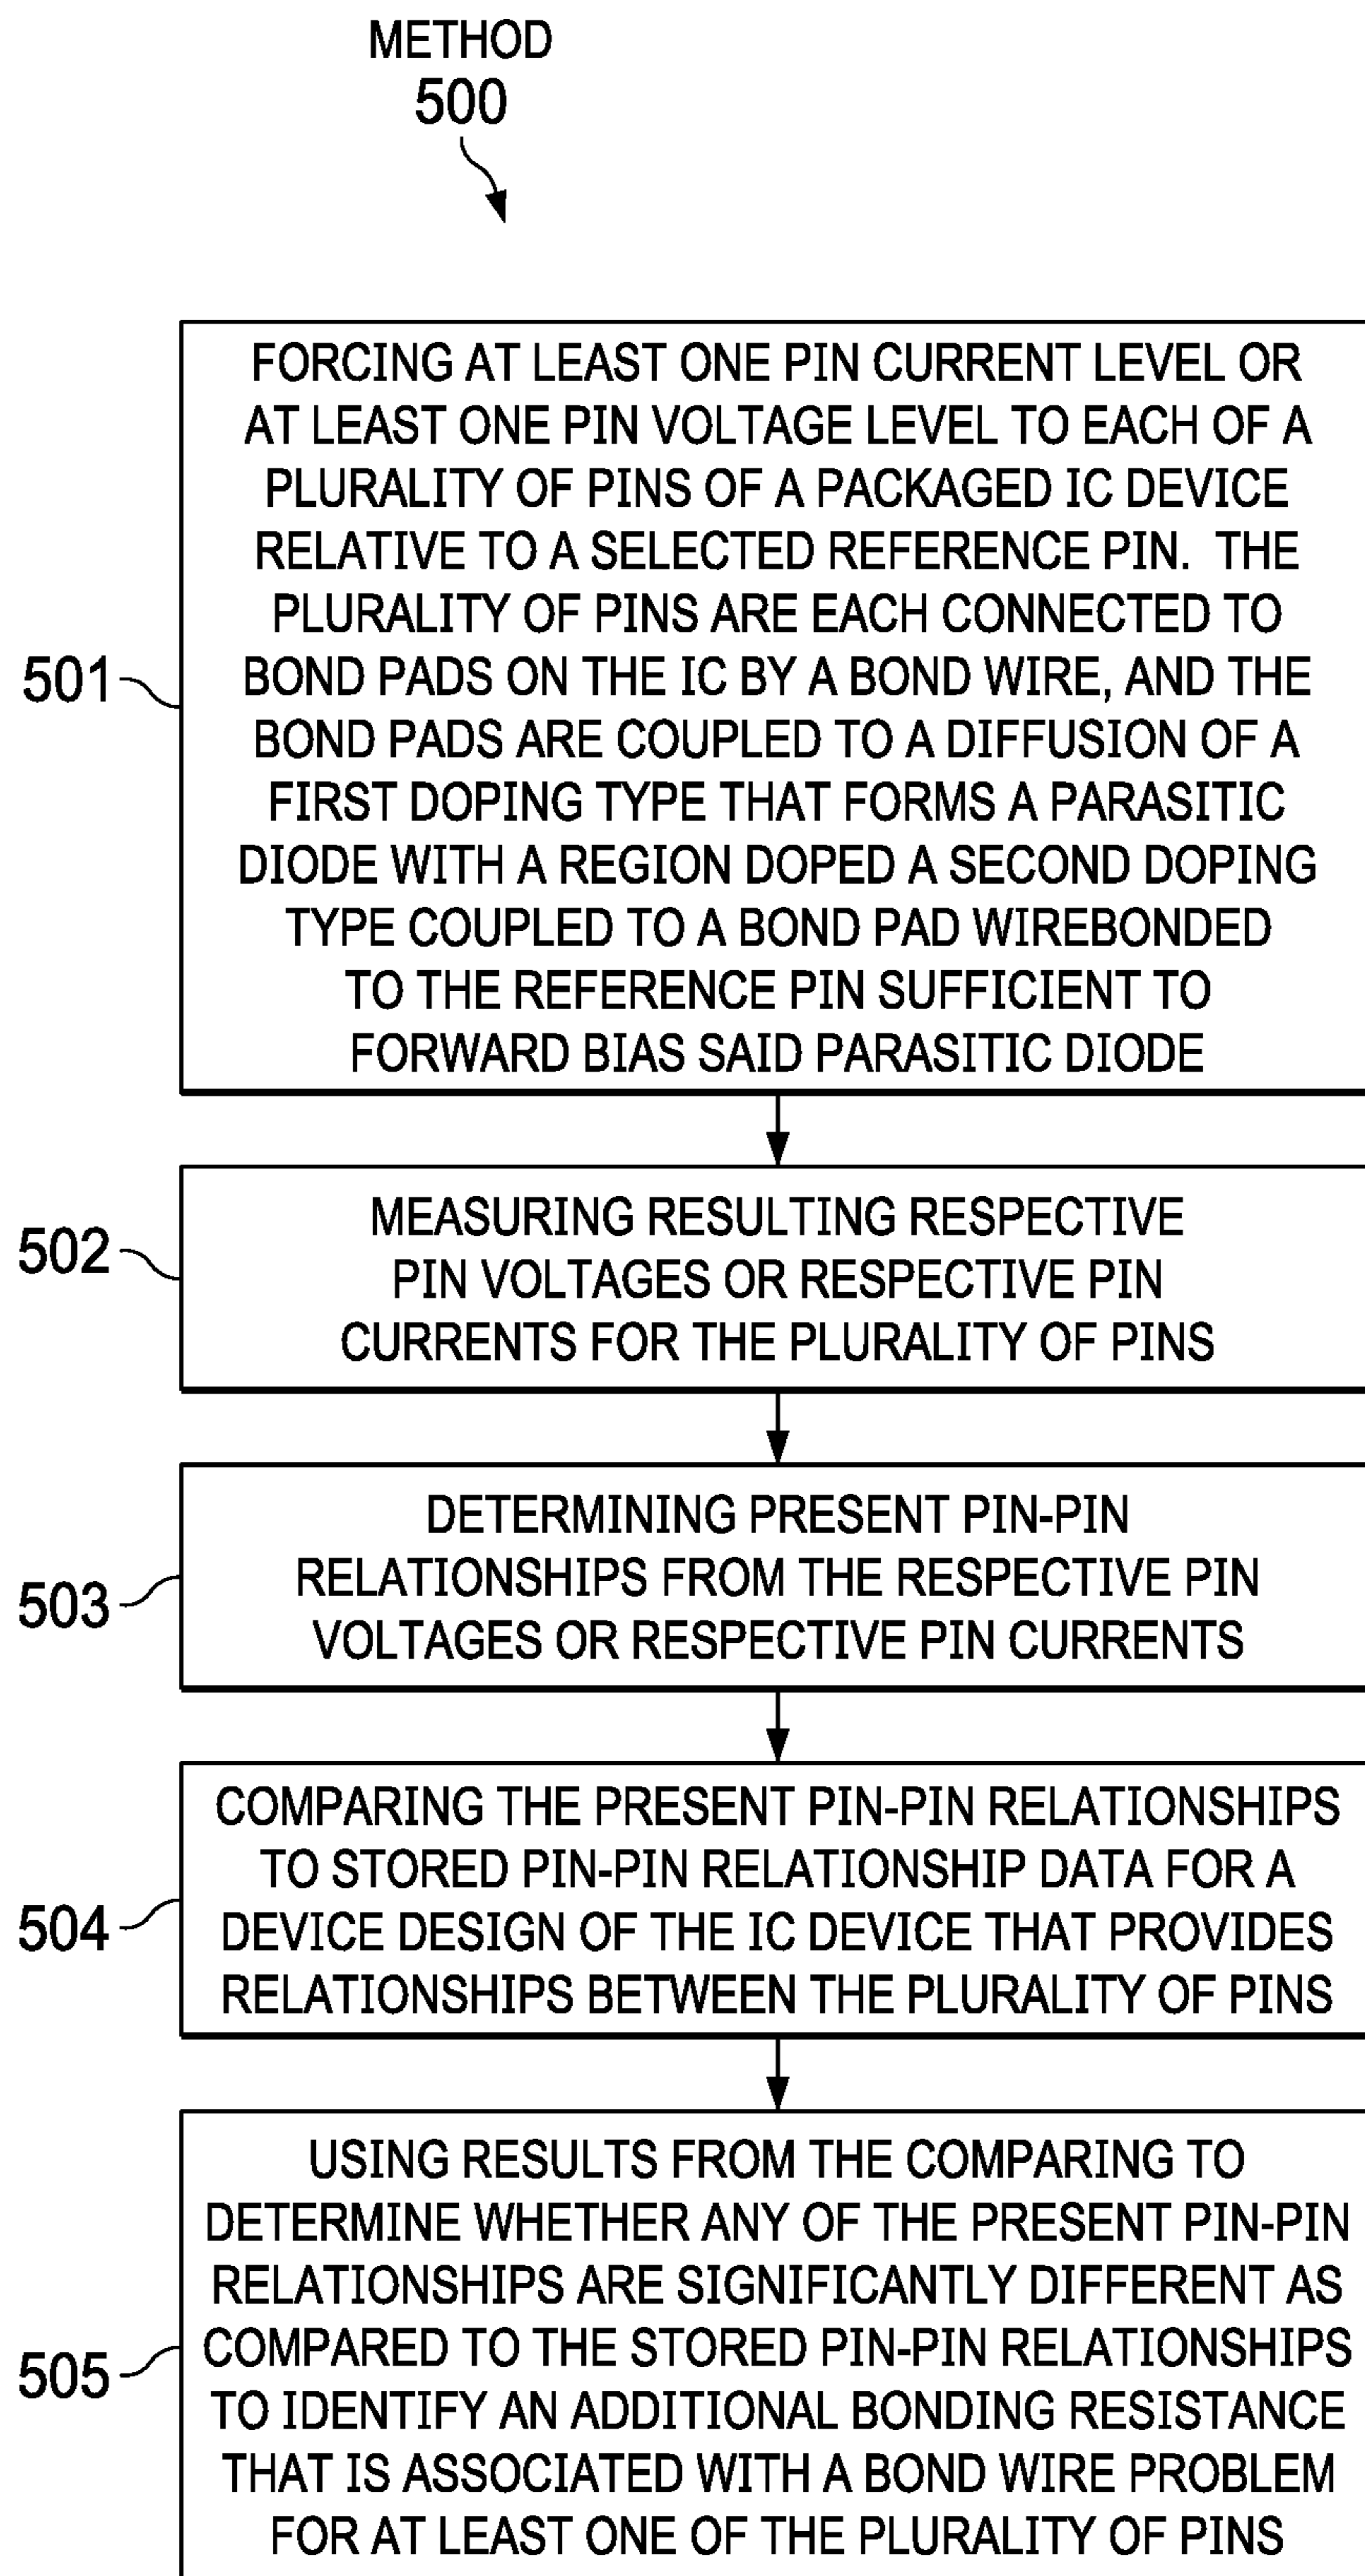 METHOD
500
FORCING AT LEAST ONE PIN CURRENT LEVEL OR
AT LEAST ONE PIN VOLTAGE LEVEL TO EACH OF A
PLURALITY OF PINS OF A PACKAGED IC DEVICE
RELATIVE TO A SELECTED REFERENCE PIN. THE
PLURALITY OF PINS ARE EACH CONNECTED TO
501
BOND PADS ON THE IC BY A BOND WIRE, AND THE
BOND PADS ARE COUPLED TO A DIFFUSION OF A
FIRST DOPING TYPE THAT FORMS A PARASITIC
DIODE WITH A REGION DOPED A SECOND DOPING
TYPE COUPLED TO A BOND PAD WIREBONDED
TO THE REFERENCE PIN SUFFICIENT TO
FORWARD BIAS SAID PARASITIC DIODE
502
MEASURING RESULTING RESPECTIVE
PIN VOLTAGES OR RESPECTIVE PIN
CURRENTS FOR THE PLURALITY OF PINS
503
DETERMINING PRESENT PIN-PIN
RELATIONSHIPS FROM THE RESPECTIVE PIN
VOLTAGES OR RESPECTIVE PIN CURRENTS
504
COMPARING THE PRESENT PIN-PIN RELATIONSHIPS
TO STORED PIN-PIN RELATIONSHIP DATA FOR A
DEVICE DESIGN OF THE IC DEVICE THAT PROVIDES
RELATIONSHIPS BETWEEN THE PLURALITY OF PINS
505
USING RESULTS FROM THE COMPARING TO
DETERMINE WHETHER ANY OF THE PRESENT PIN-PIN
RELATIONSHIPS ARE SIGNIFICANTLY DIFFERENT AS
COMPARED TO THE STORED PIN-PIN RELATIONSHIPS
TO IDENTIFY AN ADDITIONAL BONDING RESISTANCE
THAT IS ASSOCIATED WITH A BOND WIRE PROBLEM
FOR AT LEAST ONE OF THE PLURALITY OF PINS